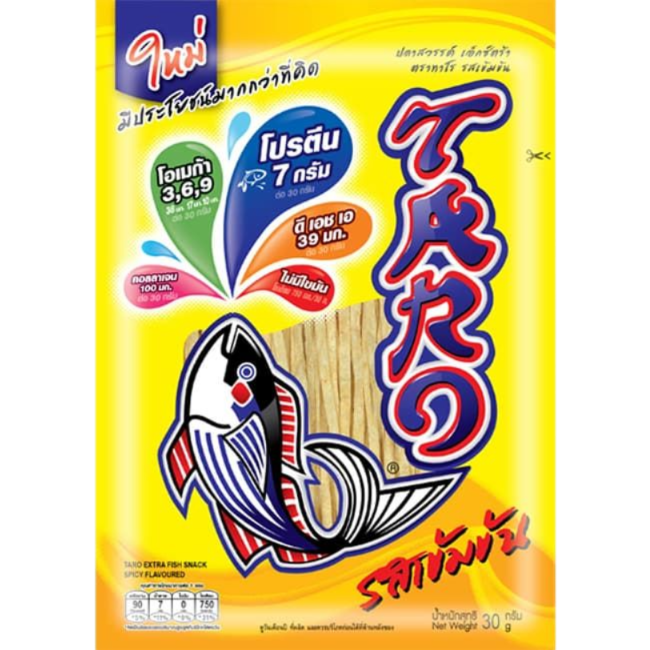 ใหม่
มีประโยชน์มากกว่าที่คิด
ปลาสวรรค์ เอ็กซ์ตร้า
ตราทาโร รสเข้มข้น
TARO
โปรตีน
7 กรัม
ต่อ 30 กรัม
โอเมก้า
3,6,9
ต่อ 30 กรัม
ดี เอช เอ
39 มก.
ต่อ 30 กรัม
คอลลาเจน
100 มก.
ต่อ 30 กรัม
ไม่มีไขมัน
®
รสเข้มข้น
TARO EXTRA FISH SNACK
SPICY FLAVOURED
90 7 0 750
น้ำหนักสุทธิ 30 กรัม
Net Weight g